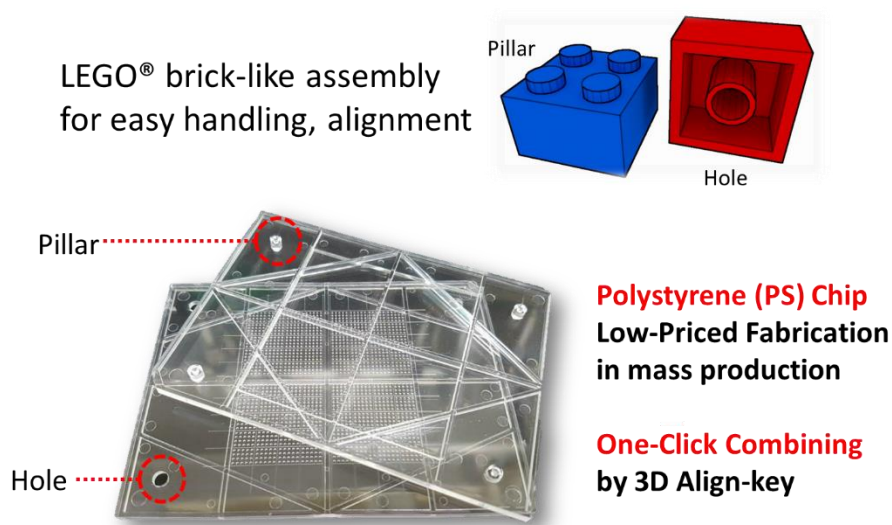 LEGO® brick-like assembly
for easy handling, alignment
Pillar
Hole
Pillar
Hole
Polystyrene (PS) Chip
Low-Priced Fabrication
in mass production
One-Click Combining
by 3D Align-key